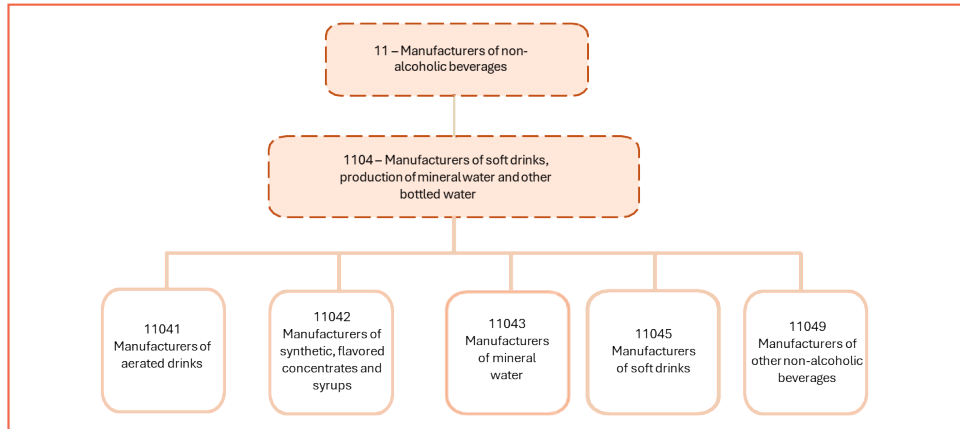 11 – Manufacturers of non-
alcoholic beverages
1104 – Manufacturers of soft drinks,
production of mineral water and other
bottled water
11041
Manufacturers of
aerated drinks
11042
Manufacturers of
synthetic, flavored
concentrates and
syrups
11043
Manufacturers
of mineral
water
11045
Manufacturers
of soft drinks
11049
Manufacturers of
other non-alcoholic
beverages